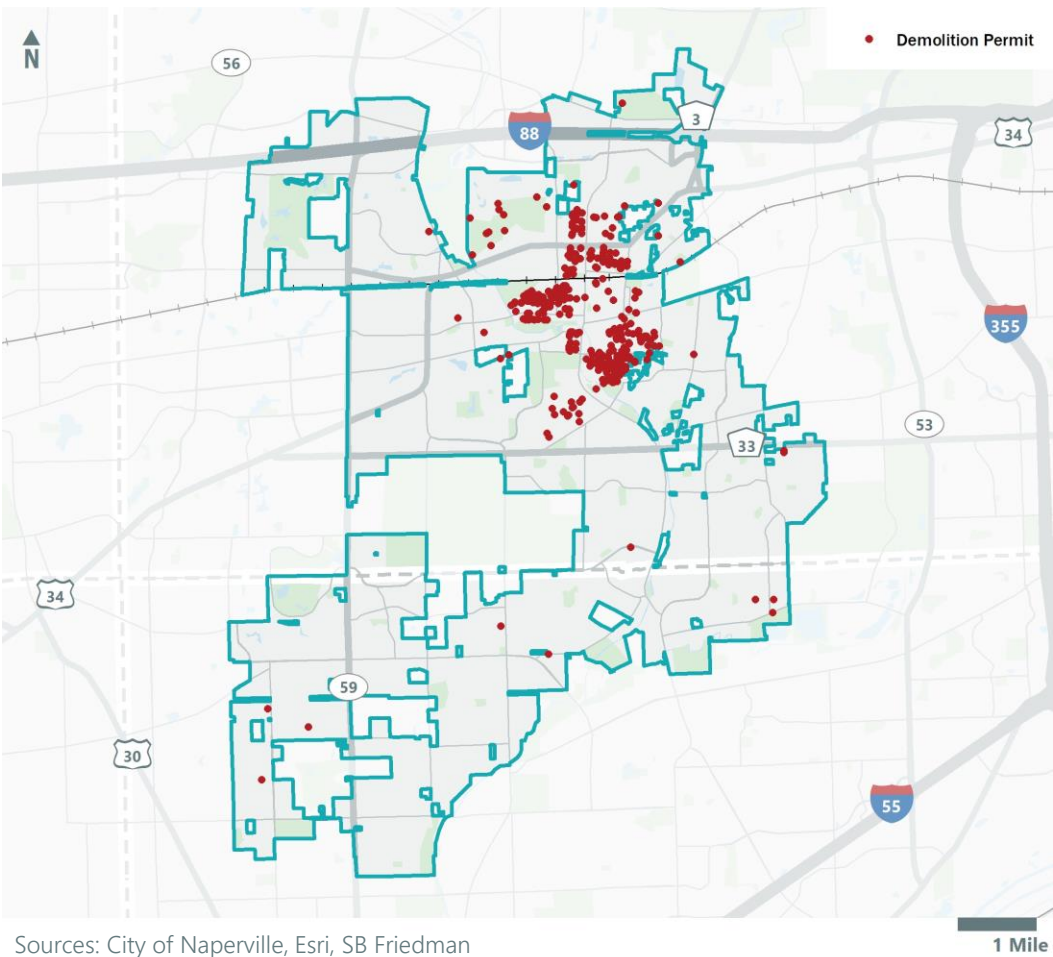 Demolition Permit
N
56
3
88
34
355
53
33
34
59
30
55
1 Mile
Sources: City of Naperville, Esri, SB Friedman